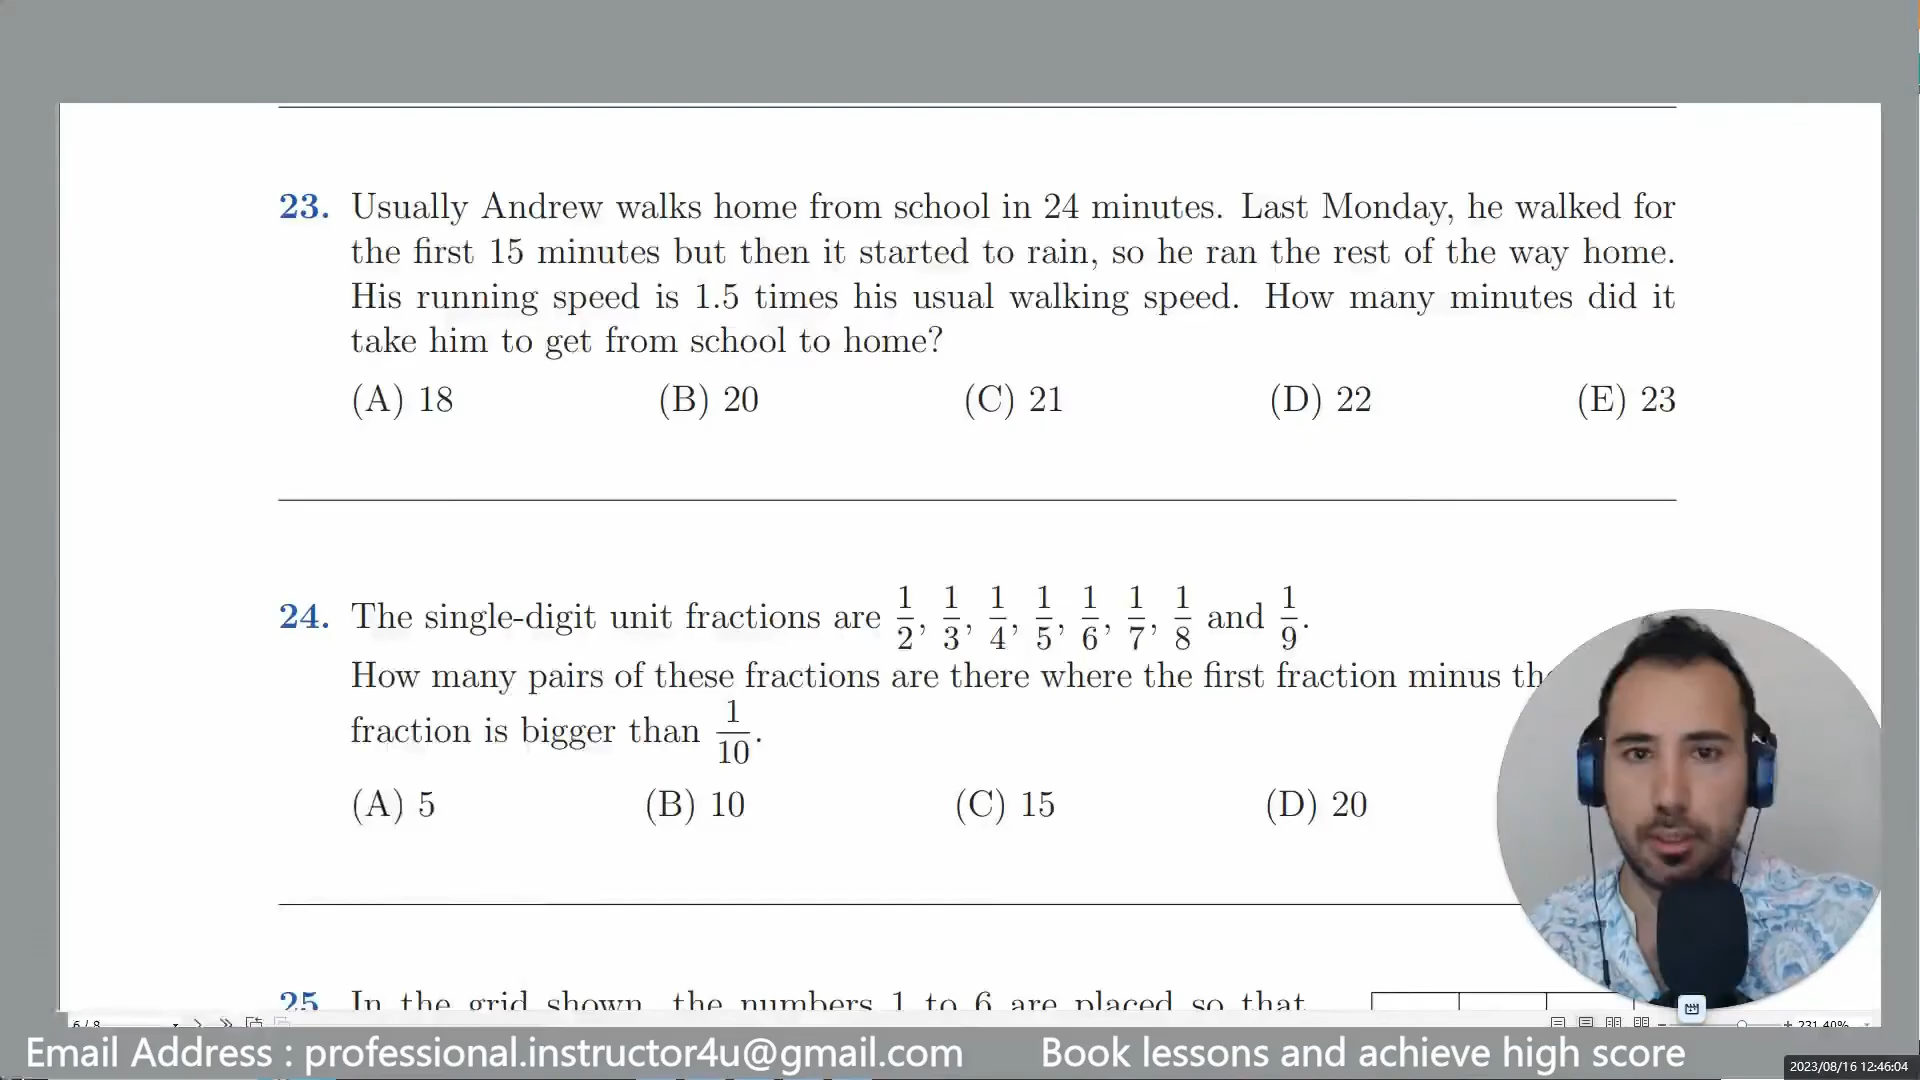 23. Usually Andrew walks home from school in 24 minutes. Last Monday, he walked for
the first 15 minutes but then it started to rain, so he ran the rest of the way home.
His running speed is 1.5 times his usual walking speed. How many minutes did it
take him to get from school to home?
(A) 18 (B) 20 (C) 21 (D) 22 (E) 23
24. The single-digit unit fractions are 1/2, 1/3, 1/4, 1/5, 1/6, 1/7, 1/8 and 1/9.
How many pairs of these fractions are there where the first fraction minus the
fraction is bigger than 1/10.
(A) 5 (B) 10 (C) 15 (D) 20
25 In the grid shown, the numbers 1 to 6 are placed so that
6 / 8
231.40%
Email Address : professional.instructor4u@gmail.com Book lessons and achieve high score
2023/08/16 12:46:04